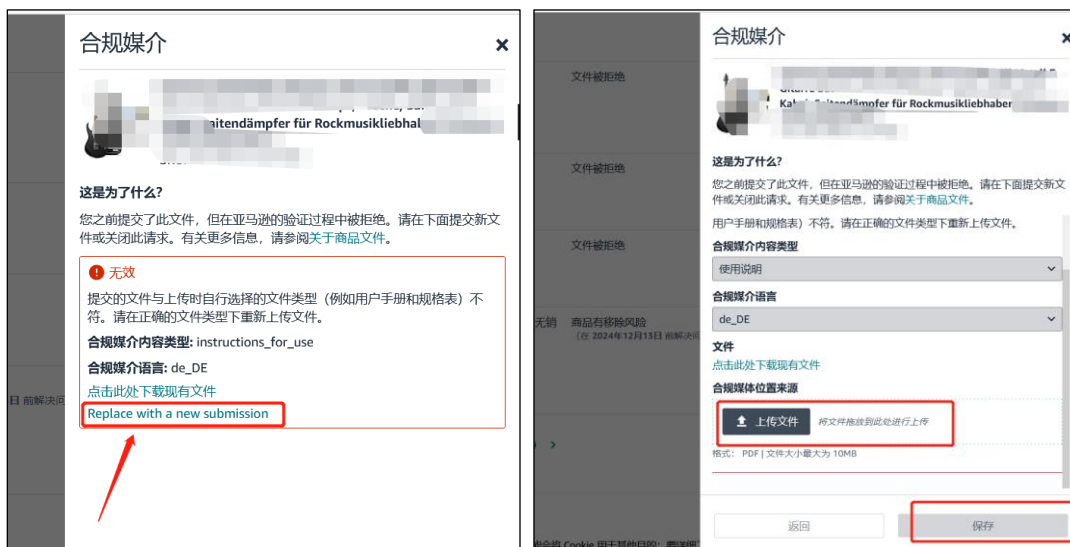 合规媒介
aitendämpfer für Rockmusikliebhal
这是为了什么?
您之前提交了此文件，但在亚马逊的验证过程中被拒绝。请在下面提交新文
件或关闭此请求。有关更多信息，请参阅关于商品文件。
无效
提交的文件与上传时自行选择的文件类型（例如用户手册和规格表）不
符。请在正确的文件类型下重新上传文件。
合规媒介内容类型: instructions_for_use
合规媒介语言: de_DE
点击此处下载现有文件
Replace with a new submission
日 前解决问
文件被拒绝
文件被拒绝
文件被拒绝
无销
商品有移除风险
(在 2024年12月13日 前解决问
合规媒介
für Rockmusikliebhaber
这是为了什么?
您之前提交了此文件，但在亚马逊的验证过程中被拒绝。请在下面提交新文
件或关闭此请求。有关更多信息，请参阅关于商品文件。
用户手册和规格表）不符。请在正确的文件类型下重新上传文件。
合规媒介内容类型
使用说明
合规媒介语言
de_DE
文件
点击此处下载现有文件
合规媒体位置来源
上传文件 将文件拖放到此处进行上传
格式： PDF | 文件大小最大为 10MB
返回
保存